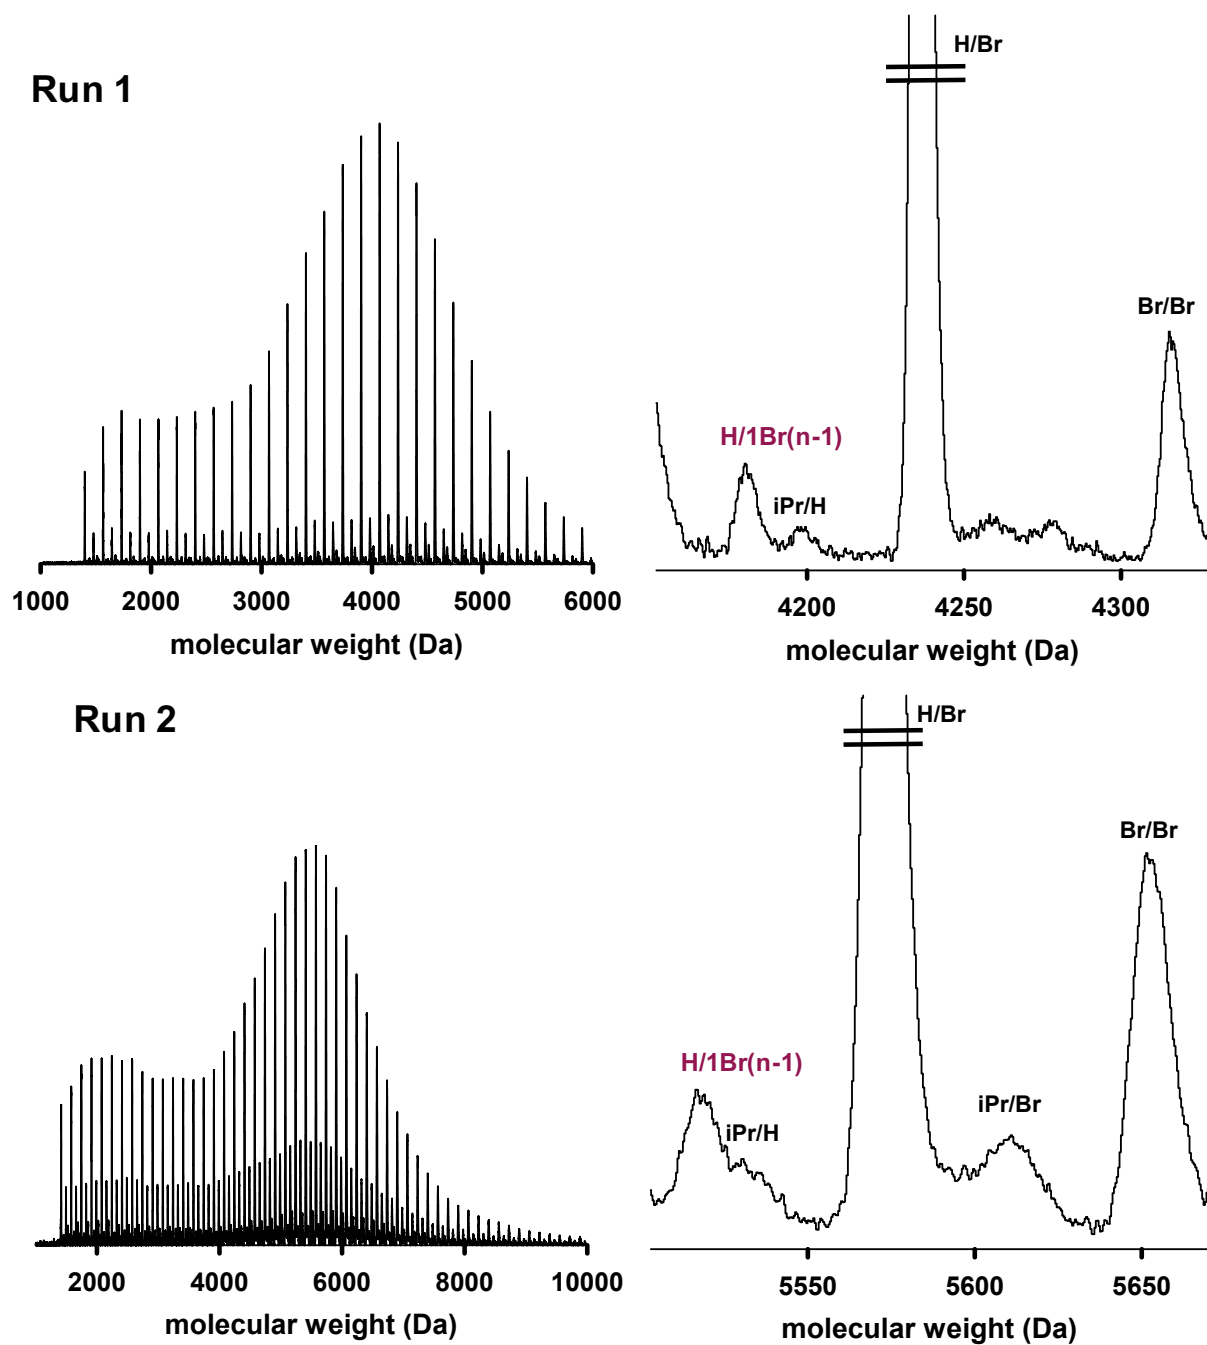 Run 1
1000 2000 3000 4000 5000 6000
molecular weight (Da)
H/Br
Br/Br
H/1Br(n-1)
iPr/H
4200 4250 4300
molecular weight (Da)
Run 2
2000 4000 6000 8000 10000
molecular weight (Da)
H/Br
Br/Br
H/1Br(n-1)
iPr/Br
iPr/H
5550 5600 5650
molecular weight (Da)